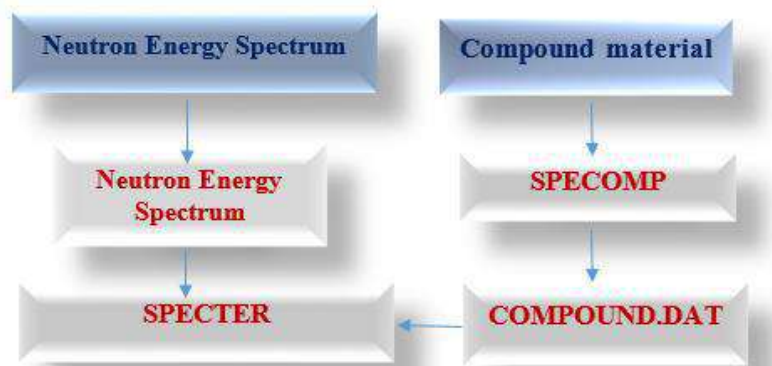 Neutron Energy Spectrum
Compound material
Neutron Energy
Spectrum
SPECOMP
SPECTER
COMPOUND.DAT